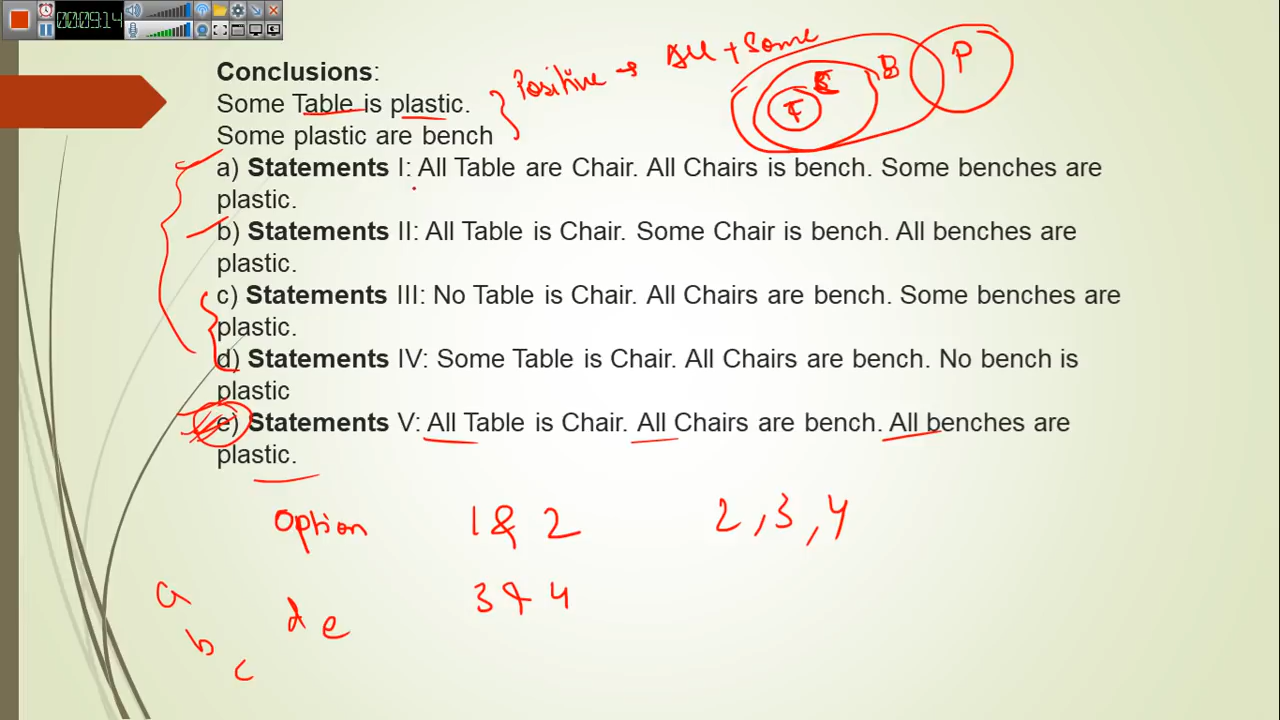 00:09:14
Conclusions:
Some Table is plastic.
Some plastic are bench
Positive → All + Some
T C B P
a) Statements I: All Table are Chair. All Chairs is bench. Some benches are
plastic.
b) Statements II: All Table is Chair. Some Chair is bench. All benches are
plastic.
c) Statements III: No Table is Chair. All Chairs are bench. Some benches are
plastic.
d) Statements IV: Some Table is Chair. All Chairs are bench. No bench is
plastic
e) Statements V: All Table is Chair. All Chairs are bench. All benches are
plastic.
Option 1 & 2 2, 3, 4
3 & 4
a
b
c
d e